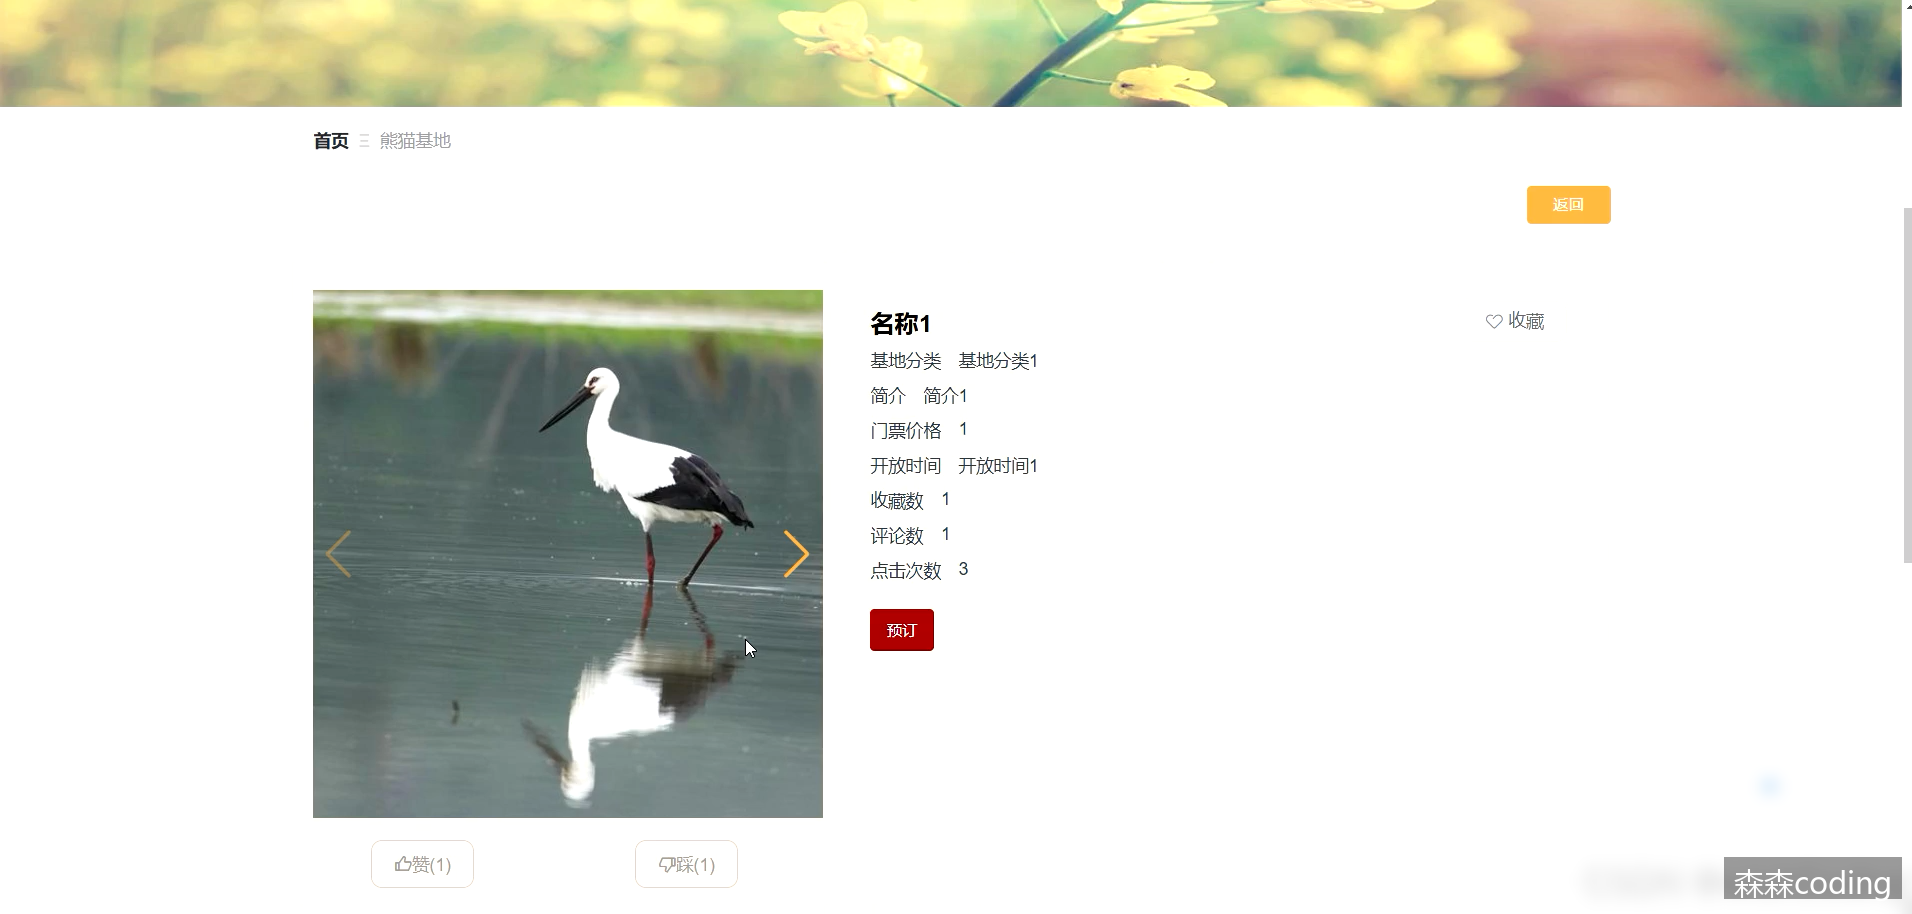 首页 Ξ 熊猫基地
返回
名称1
收藏
基地分类 基地分类1
简介 简介1
门票价格 1
开放时间 开放时间1
收藏数 1
评论数 1
点击次数 3
预订
赞(1)
踩(1)
森森coding